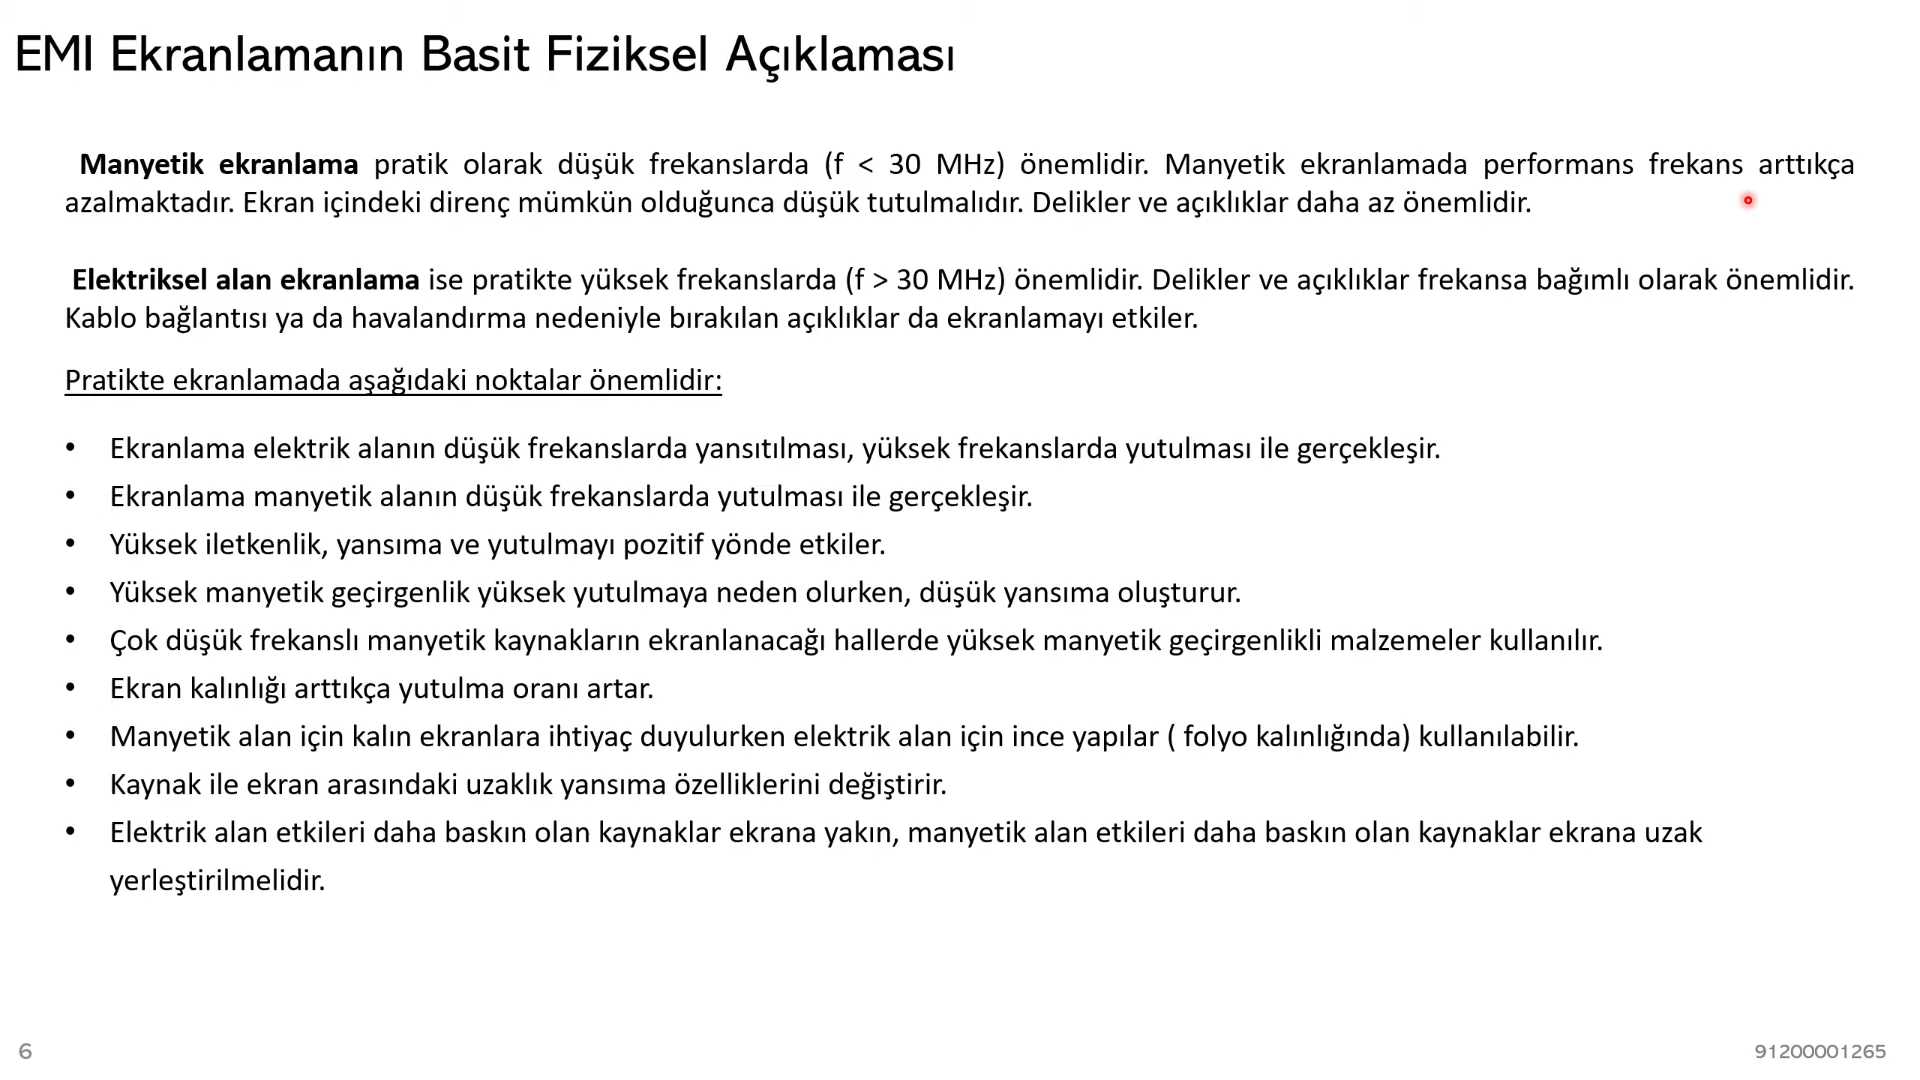 EMI Ekranlamanın Basit Fiziksel Açıklaması
Manyetik ekranlama pratik olarak düşük frekanslarda (f < 30 MHz) önemlidir. Manyetik ekranlamada performans frekans arttıkça
azalmaktadır. Ekran içindeki direnç mümkün olduğunca düşük tutulmalıdır. Delikler ve açıklıklar daha az önemlidir.
Elektriksel alan ekranlama ise pratikte yüksek frekanslarda (f > 30 MHz) önemlidir. Delikler ve açıklıklar frekansa bağımlı olarak önemlidir.
Kablo bağlantısı ya da havalandırma nedeniyle bırakılan açıklıklar da ekranlamayı etkiler.
Pratikte ekranlamada aşağıdaki noktalar önemlidir:
• Ekranlama elektrik alanın düşük frekanslarda yansıtılması, yüksek frekanslarda yutulması ile gerçekleşir.
• Ekranlama manyetik alanın düşük frekanslarda yutulması ile gerçekleşir.
• Yüksek iletkenlik, yansıma ve yutulmayı pozitif yönde etkiler.
• Yüksek manyetik geçirgenlik yüksek yutulmaya neden olurken, düşük yansıma oluşturur.
• Çok düşük frekanslı manyetik kaynakların ekranlanacağı hallerde yüksek manyetik geçirgenlikli malzemeler kullanılır.
• Ekran kalınlığı arttıkça yutulma oranı artar.
• Manyetik alan için kalın ekranlara ihtiyaç duyulurken elektrik alan için ince yapılar ( folyo kalınlığında) kullanılabilir.
• Kaynak ile ekran arasındaki uzaklık yansıma özelliklerini değiştirir.
• Elektrik alan etkileri daha baskın olan kaynaklar ekrana yakın, manyetik alan etkileri daha baskın olan kaynaklar ekrana uzak
yerleştirilmelidir.
6
91200001265